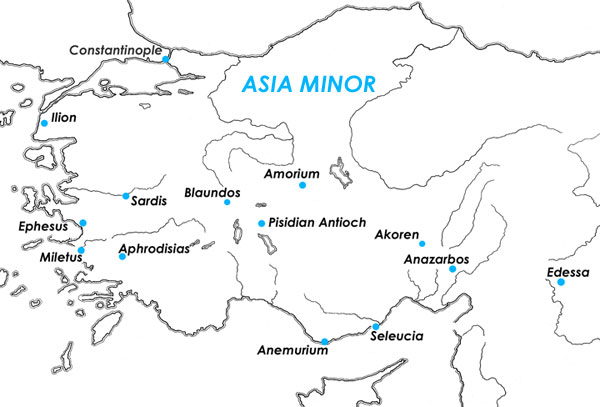 Constantinople
ASIA MINOR
Ilion
Amorium
Blaundos
Sardis
Pisidian Antioch
Ephesus
Akoren
Miletus
Aphrodisias
Anazarbos
Edessa
Seleucia
Anemurium